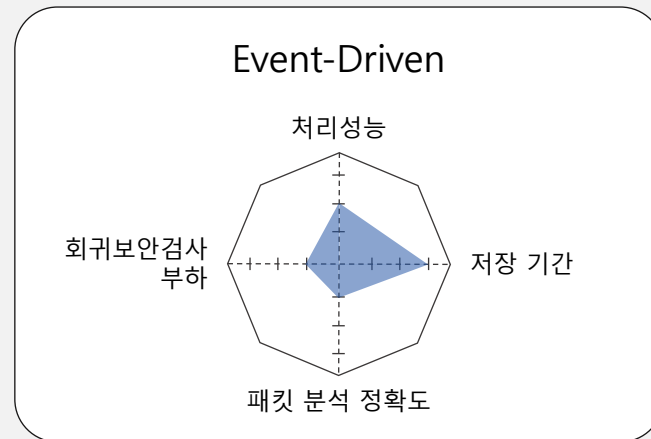 Event-Driven
처리성능
회귀보안검사
부하
저장 기간
패킷 분석 정확도